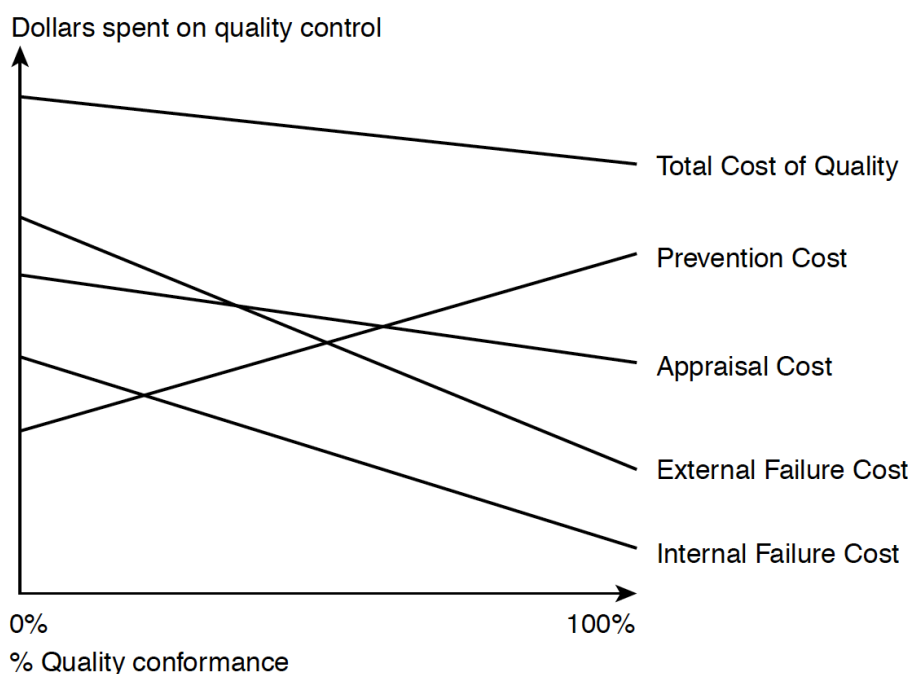 Dollars spent on quality control
Total Cost of Quality
Prevention Cost
Appraisal Cost
External Failure Cost
Internal Failure Cost
0%
100%
% Quality conformance